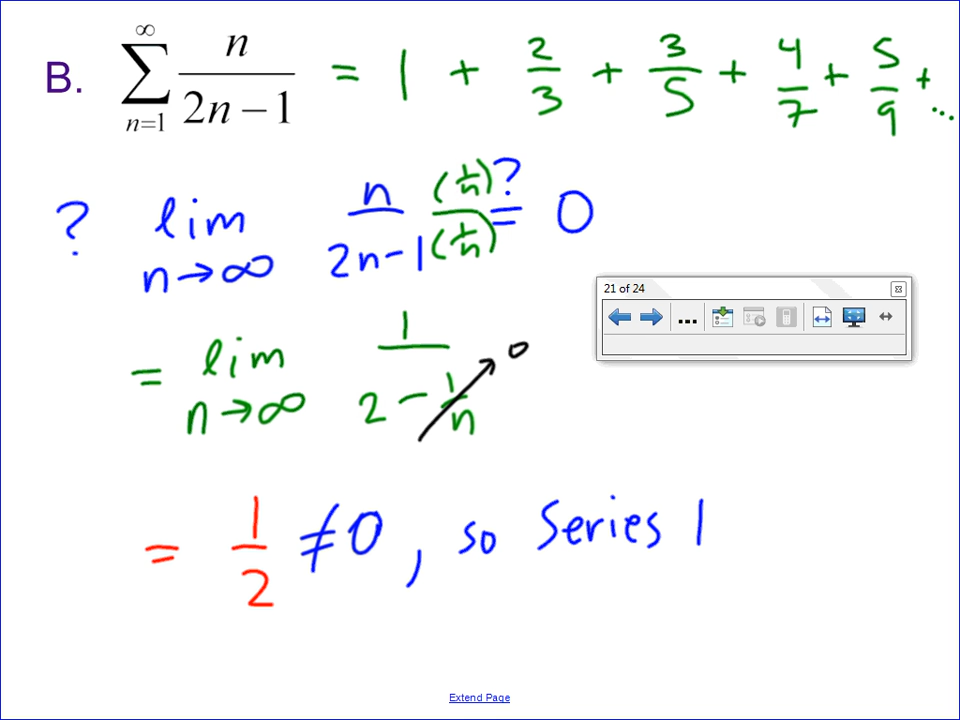 B. ∑_{n=1}^{∞} n/(2n−1) = 1 + 2/3 + 3/5 + 4/7 + 5/9 + ...
? lim_{n→∞} n/(2n-1) (1/n)/(1/n) ?= 0
21 of 24
= lim_{n→∞} 1/(2 - 1/n) 0
= 1/2 ≠ 0, so Series l
Extend Page